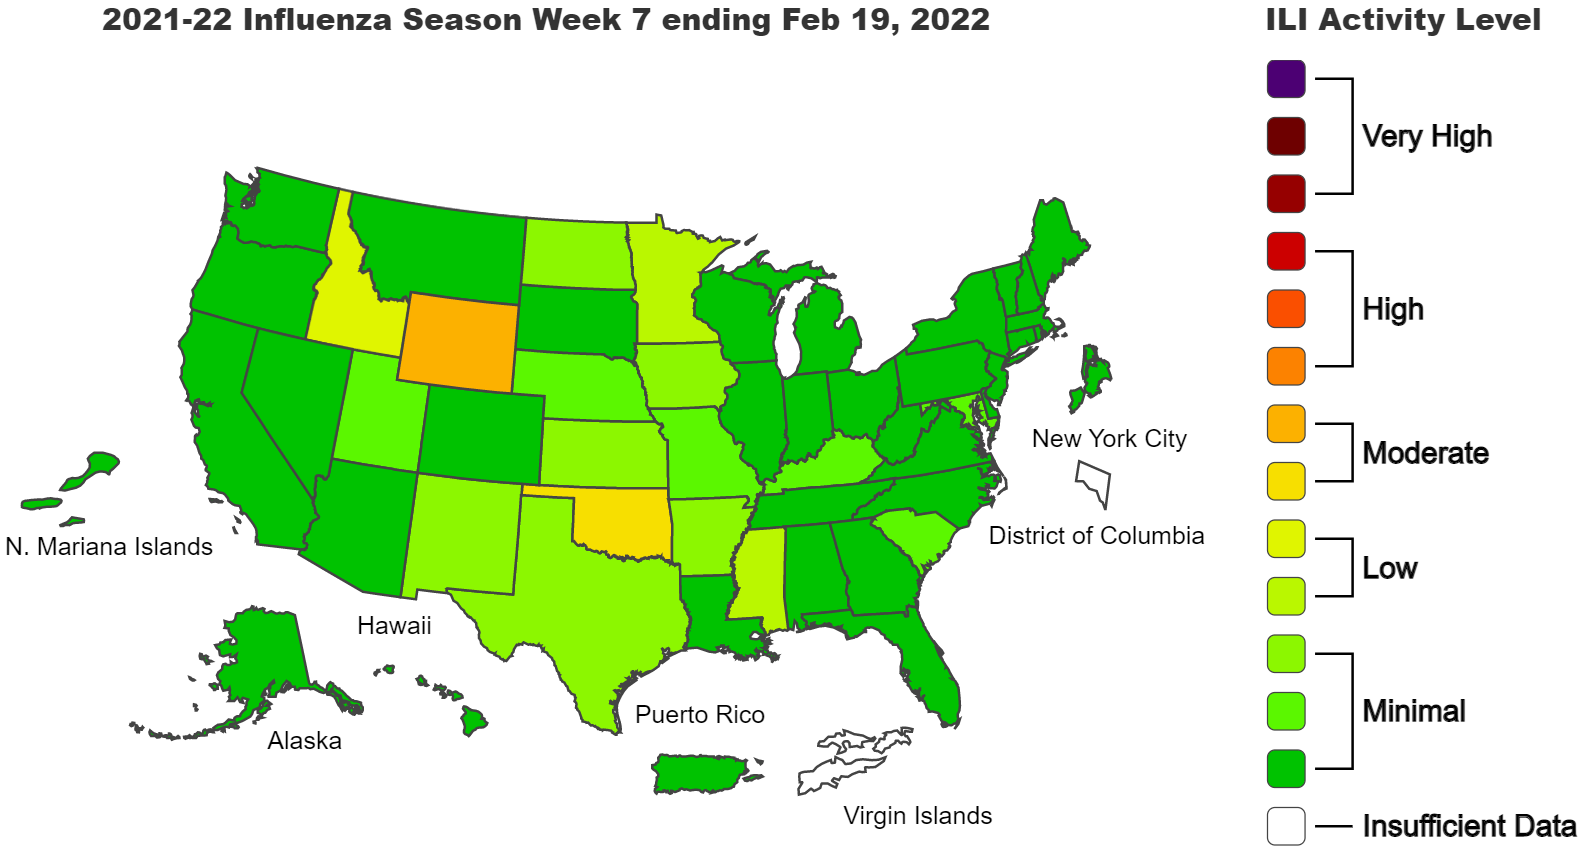 2021-22 Influenza Season Week 7 ending Feb 19, 2022
ILI Activity Level
Very High
High
Moderate
Low
Minimal
Insufficient Data
New York City
District of Columbia
N. Mariana Islands
Hawaii
Alaska
Puerto Rico
Virgin Islands